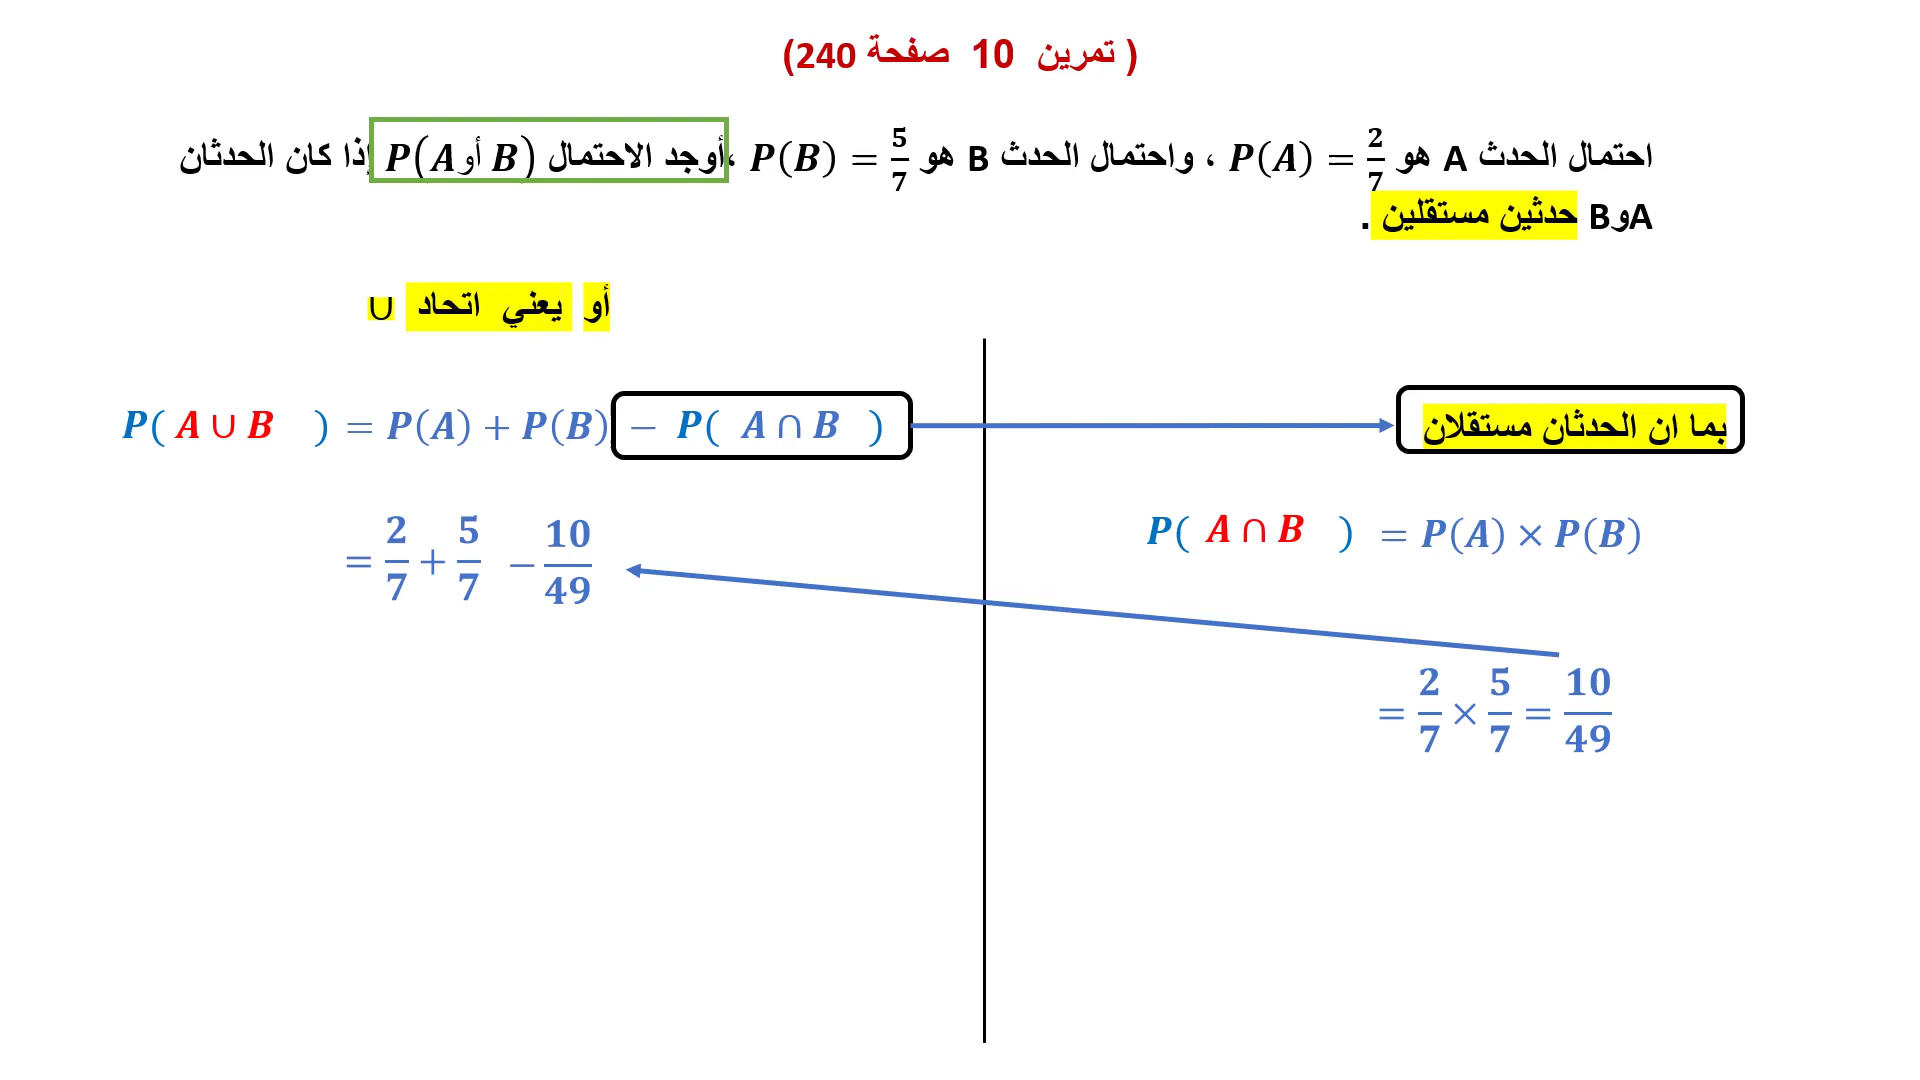 ( تمرين 10 صفحة 240)
احتمال الحدث A هو P(A) = 2/7 ، واحتمال الحدث B هو P(B) = 5/7 ،أوجد الاحتمال P(A أو B) إذا كان الحدثان
AوB حدثين مستقلين .
أو يعني اتحاد ∪
P( A ∪ B ) = P(A) + P(B) − P( A ∩ B )
بما ان الحدثان مستقلان
P( A ∩ B ) = P(A) × P(B)
= 2/7 + 5/7 − 10/49
= 2/7 × 5/7 = 10/49